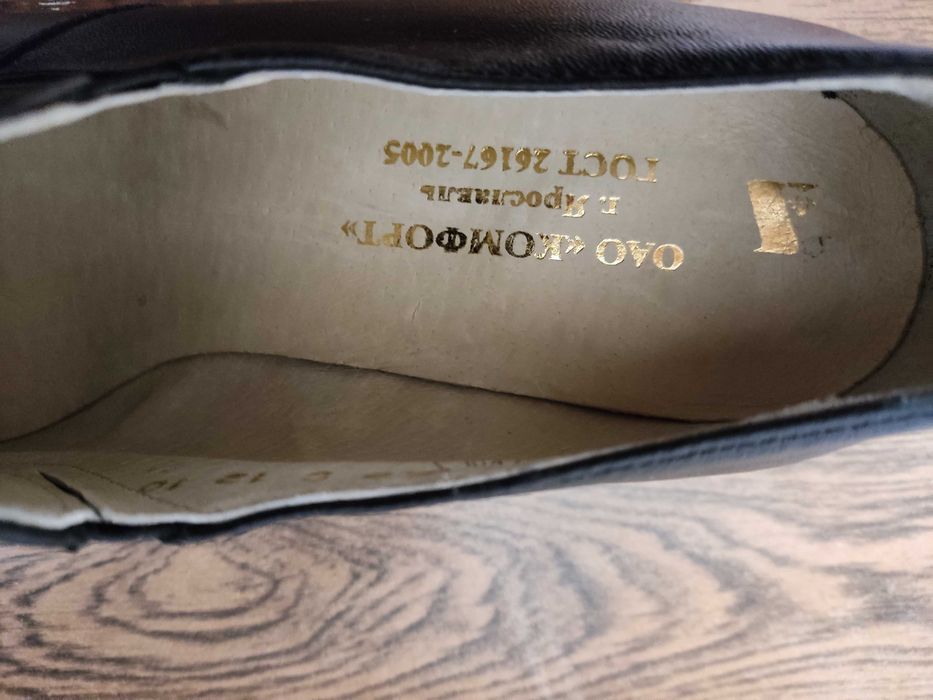 ОАО «КОМФОРТ»
г. Ярославль
ГОСТ 26167-2005